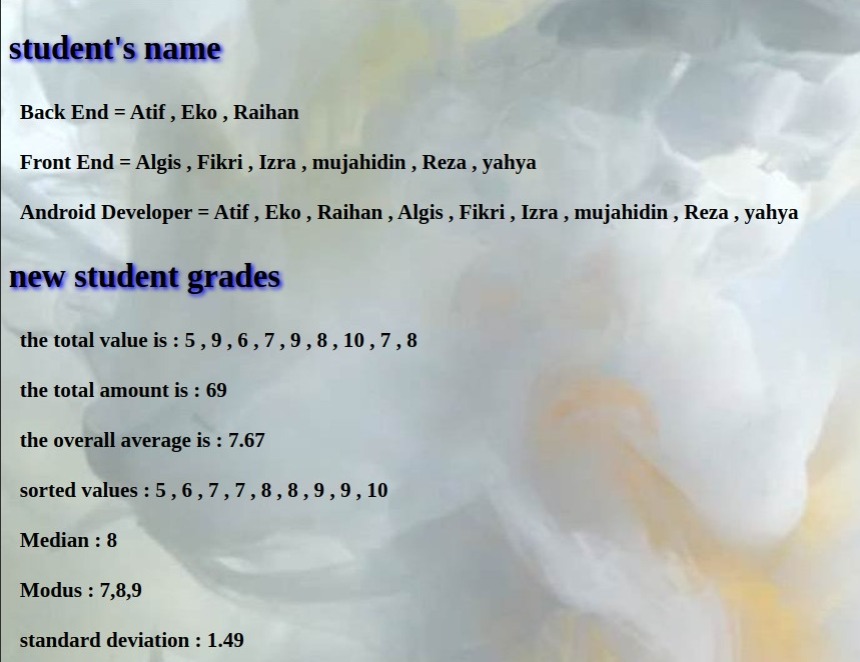 student's name
Back End = Atif , Eko , Raihan
Front End = Algis , Fikri , Izra , mujahidin , Reza , yahya
Android Developer = Atif , Eko , Raihan , Algis , Fikri , Izra , mujahidin , Reza , yahya
new student grades
the total value is : 5 , 9 , 6 , 7 , 9 , 8 , 10 , 7 , 8
the total amount is : 69
the overall average is : 7.67
sorted values : 5 , 6 , 7 , 7 , 8 , 8 , 9 , 9 , 10
Median : 8
Modus : 7,8,9
standard deviation : 1.49